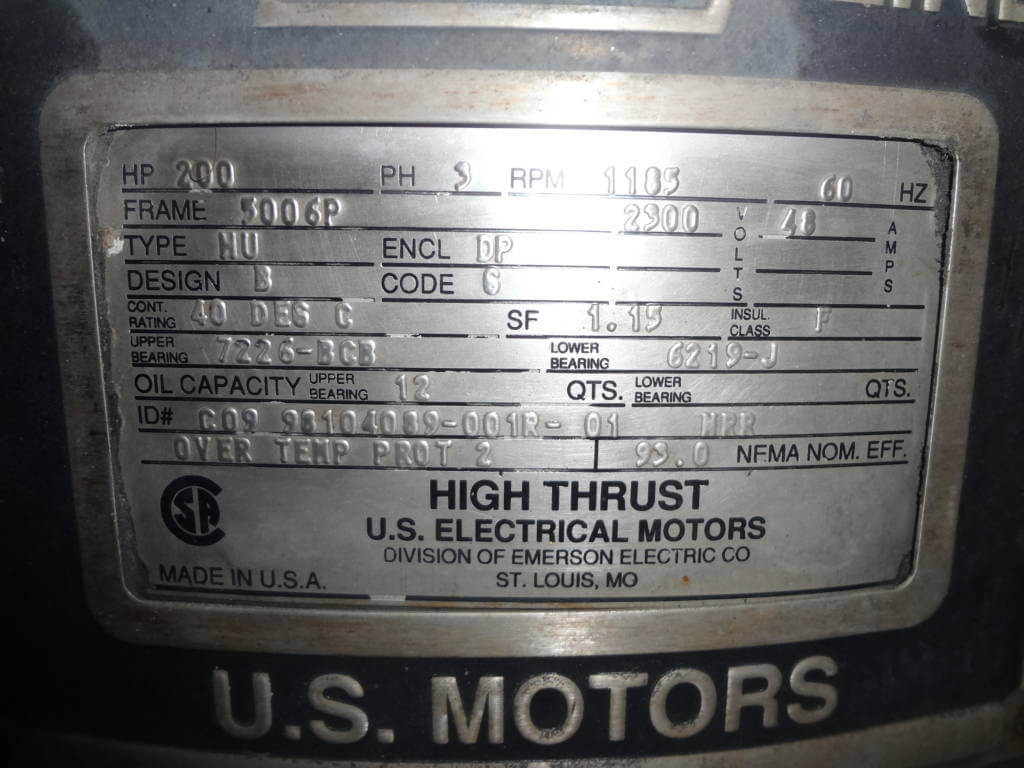 HP 200 PH 3 RPM 1185 60 HZ
FRAME 5006P 2300 VOLTS 48 AMPS
TYPE HU ENCL DP
DESIGN B CODE G
CONT. RATING 40 DEG C SF 1.15 INSUL. CLASS F
UPPER BEARING 7226-BCB LOWER BEARING 6219-J
OIL CAPACITY UPPER BEARING 12 QTS. LOWER BEARING QTS.
ID# C09 98104089-001R-01 MRR
OVER TEMP PROT 2 93.0 NEMA NOM. EFF.
SA HIGH THRUST
U.S. ELECTRICAL MOTORS
DIVISION OF EMERSON ELECTRIC CO
MADE IN U.S.A. ST. LOUIS, MO
U.S. MOTORS